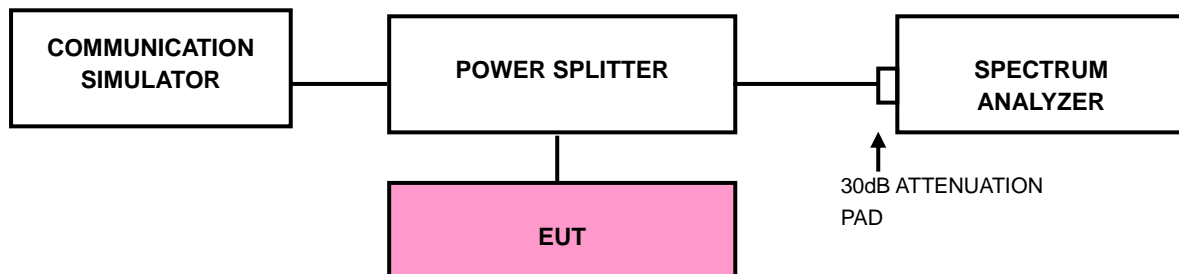 COMMUNICATION
SIMULATOR
POWER SPLITTER
SPECTRUM
ANALYZER
30dB ATTENUATION
PAD
EUT